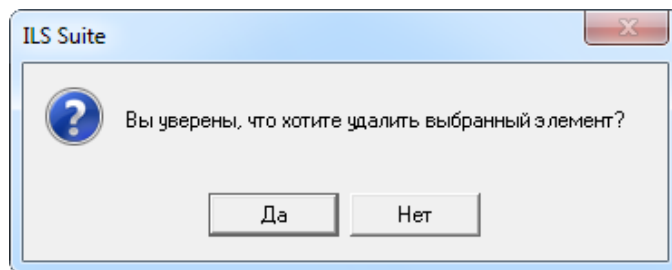 ILS Suite
Вы уверены, что хотите удалить выбранный элемент?
Да
Нет